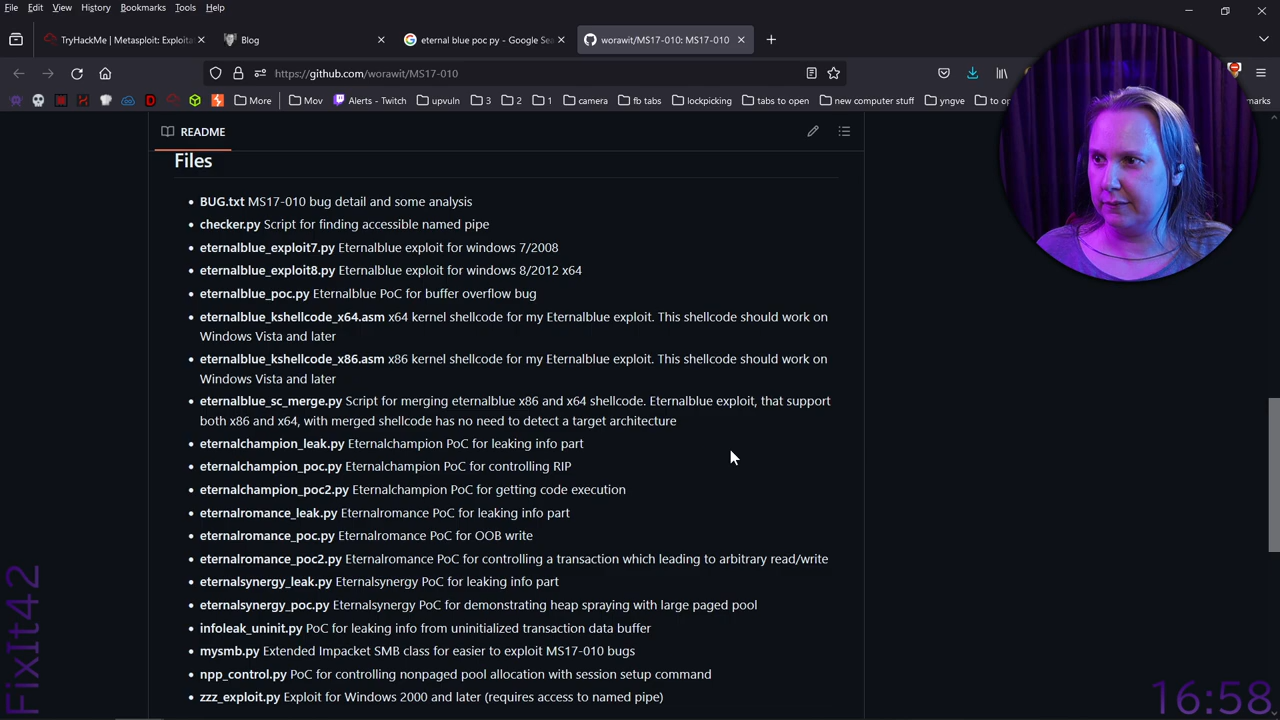 File Edit View History Bookmarks Tools Help
TryHackMe | Metasploit: Exploita
Blog
eternal blue poc py - Google Sea
worawit/MS17-010: MS17-010
https://github.com/worawit/MS17-010
More Mov Alerts - Twitch upvuln 3 2 1 camera fb tabs lockpicking tabs to open new computer stuff yngve
README
Files
BUG.txt MS17-010 bug detail and some analysis
checker.py Script for finding accessible named pipe
eternalblue_exploit7.py Eternalblue exploit for windows 7/2008
eternalblue_exploit8.py Eternalblue exploit for windows 8/2012 x64
eternalblue_poc.py Eternalblue PoC for buffer overflow bug
eternalblue_kshellcode_x64.asm x64 kernel shellcode for my Eternalblue exploit. This shellcode should work on
Windows Vista and later
eternalblue_kshellcode_x86.asm x86 kernel shellcode for my Eternalblue exploit. This shellcode should work on
Windows Vista and later
eternalblue_sc_merge.py Script for merging eternalblue x86 and x64 shellcode. Eternalblue exploit, that support
both x86 and x64, with merged shellcode has no need to detect a target architecture
eternalchampion_leak.py Eternalchampion PoC for leaking info part
eternalchampion_poc.py Eternalchampion PoC for controlling RIP
eternalchampion_poc2.py Eternalchampion PoC for getting code execution
eternalromance_leak.py Eternalromance PoC for leaking info part
eternalromance_poc.py Eternalromance PoC for OOB write
eternalromance_poc2.py Eternalromance PoC for controlling a transaction which leading to arbitrary read/write
eternalsynergy_leak.py Eternalsynergy PoC for leaking info part
eternalsynergy_poc.py Eternalsynergy PoC for demonstrating heap spraying with large paged pool
infoleak_uninit.py PoC for leaking info from uninitialized transaction data buffer
mysmb.py Extended Impacket SMB class for easier to exploit MS17-010 bugs
npp_control.py PoC for controlling nonpaged pool allocation with session setup command
zzz_exploit.py Exploit for Windows 2000 and later (requires access to named pipe)
FixIt42
16:58